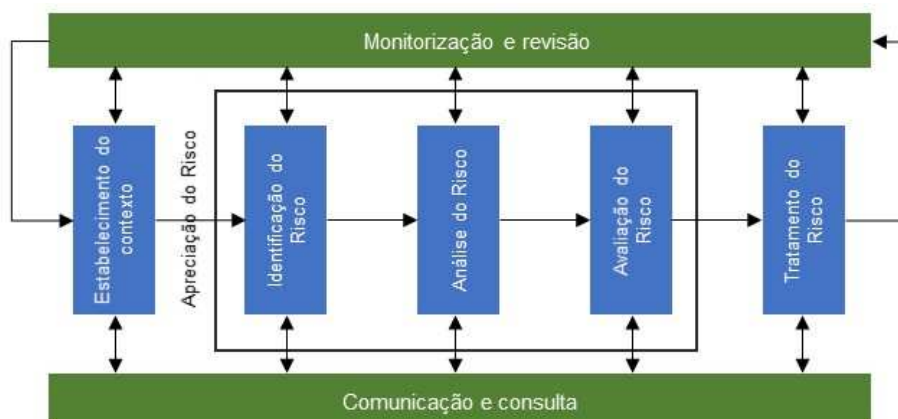 Monitorização e revisão
Estabelecimento do
contexto
Apreciação do Risco
Identificação do
Risco
Análise do Risco
Avaliação do
Risco
Tratamento do
Risco
Comunicação e consulta